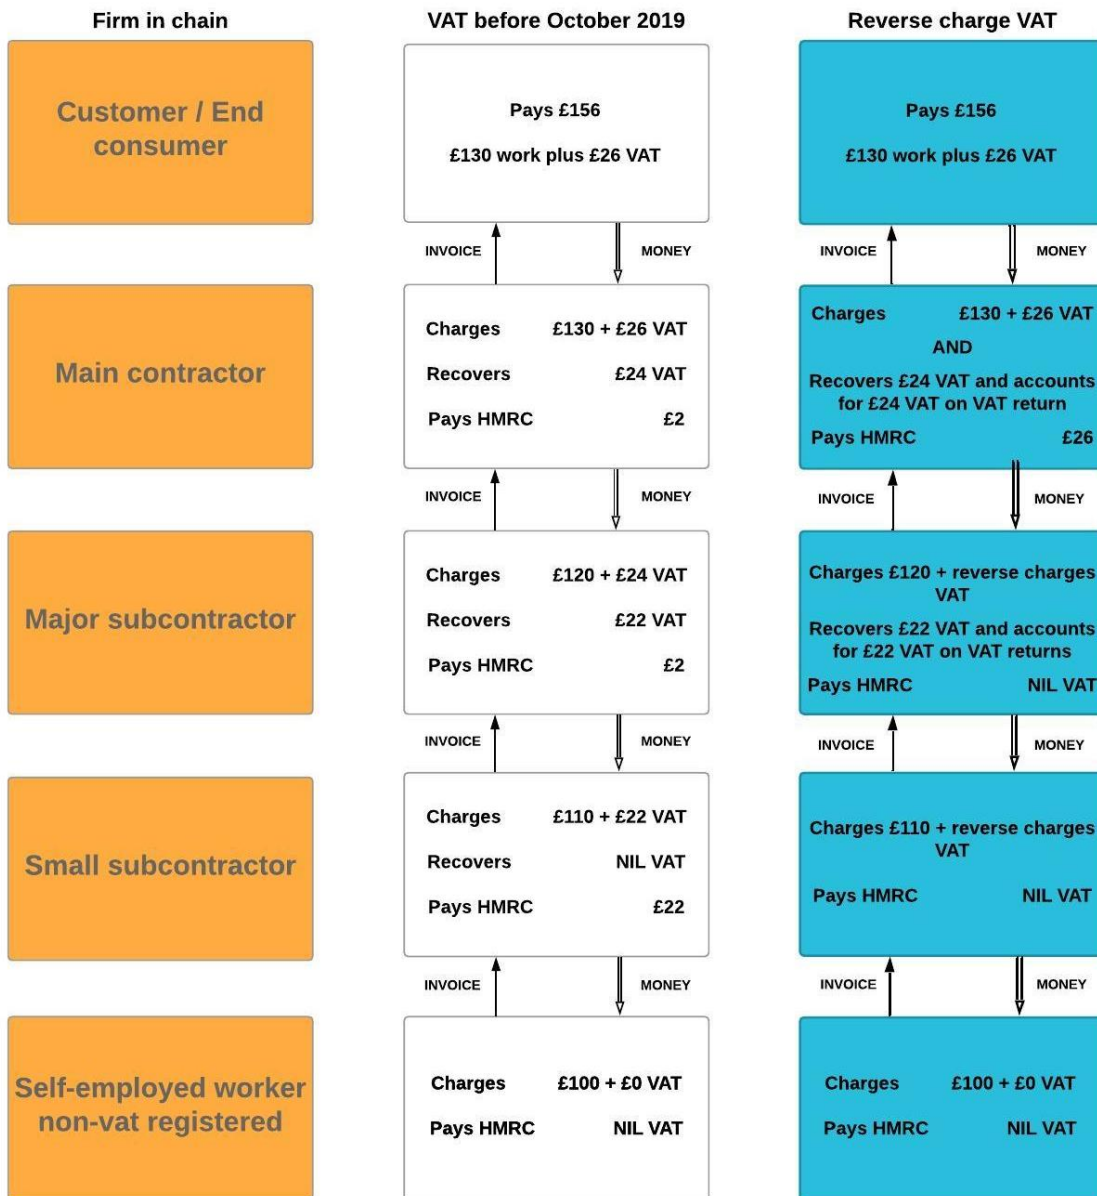 Firm in chain
VAT before October 2019
Reverse charge VAT
Customer / End
consumer
Pays £156
£130 work plus £26 VAT
Pays £156
£130 work plus £26 VAT
INVOICE
MONEY
INVOICE
MONEY
Main contractor
Charges £130 + £26 VAT
Recovers £24 VAT
Pays HMRC £2
Charges £130 + £26 VAT
AND
Recovers £24 VAT and accounts
for £24 VAT on VAT return
Pays HMRC £26
INVOICE
MONEY
INVOICE
MONEY
Major subcontractor
Charges £120 + £24 VAT
Recovers £22 VAT
Pays HMRC £2
Charges £120 + reverse charges
VAT
Recovers £22 VAT and accounts
for £22 VAT on VAT returns
Pays HMRC NIL VAT
INVOICE
MONEY
INVOICE
MONEY
Small subcontractor
Charges £110 + £22 VAT
Recovers NIL VAT
Pays HMRC £22
Charges £110 + reverse charges
VAT
Pays HMRC NIL VAT
INVOICE
MONEY
INVOICE
MONEY
Self-employed worker
non-vat registered
Charges £100 + £0 VAT
Pays HMRC NIL VAT
Charges £100 + £0 VAT
Pays HMRC NIL VAT